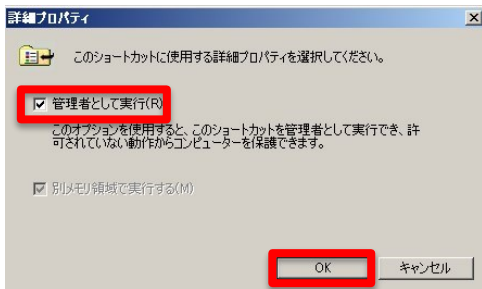 詳細プロパティ
このショートカットに使用する詳細プロパティを選択してください。
管理者として実行(R)
このオプションを使用すると、このショートカットを管理者として実行でき、許
可されていない動作からコンピューターを保護できます。
別メモリ領域で実行する(M)
OK
キャンセル